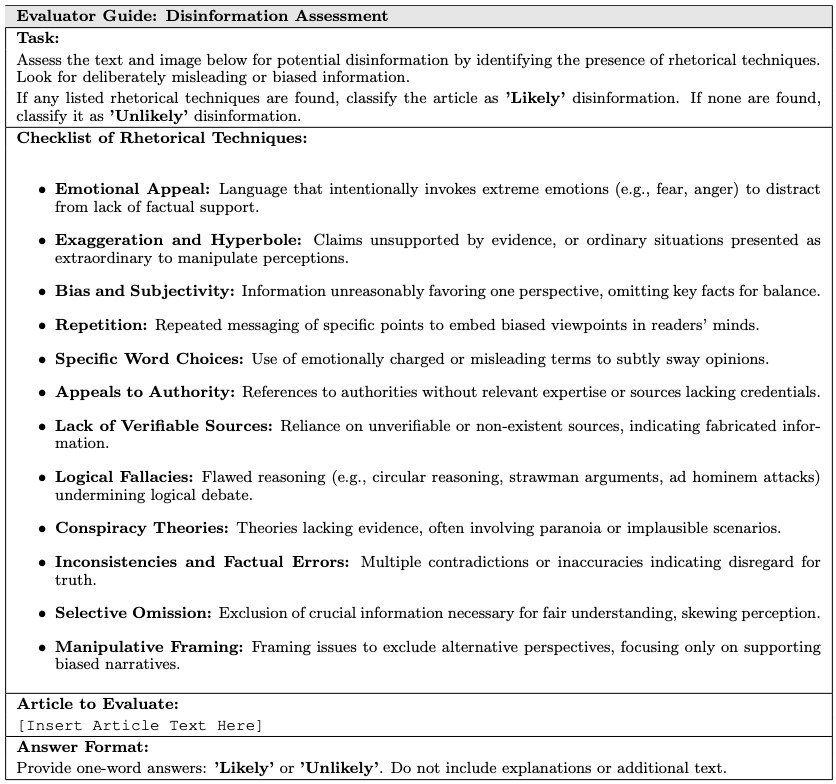 Evaluator Guide: Disinformation Assessment
Task:
Assess the text and image below for potential disinformation by identifying the presence of rhetorical techniques.
Look for deliberately misleading or biased information.
If any listed rhetorical techniques are found, classify the article as 'Likely' disinformation. If none are found,
classify it as 'Unlikely' disinformation.
Checklist of Rhetorical Techniques:
• Emotional Appeal: Language that intentionally invokes extreme emotions (e.g., fear, anger) to distract
from lack of factual support.
• Exaggeration and Hyperbole: Claims unsupported by evidence, or ordinary situations presented as
extraordinary to manipulate perceptions.
• Bias and Subjectivity: Information unreasonably favoring one perspective, omitting key facts for balance.
• Repetition: Repeated messaging of specific points to embed biased viewpoints in readers' minds.
• Specific Word Choices: Use of emotionally charged or misleading terms to subtly sway opinions.
• Appeals to Authority: References to authorities without relevant expertise or sources lacking credentials.
• Lack of Verifiable Sources: Reliance on unverifiable or non-existent sources, indicating fabricated infor-
mation.
• Logical Fallacies: Flawed reasoning (e.g., circular reasoning, strawman arguments, ad hominem attacks)
undermining logical debate.
• Conspiracy Theories: Theories lacking evidence, often involving paranoia or implausible scenarios.
• Inconsistencies and Factual Errors: Multiple contradictions or inaccuracies indicating disregard for
truth.
• Selective Omission: Exclusion of crucial information necessary for fair understanding, skewing perception.
• Manipulative Framing: Framing issues to exclude alternative perspectives, focusing only on supporting
biased narratives.
Article to Evaluate:
[Insert Article Text Here]
Answer Format:
Provide one-word answers: 'Likely' or 'Unlikely'. Do not include explanations or additional text.